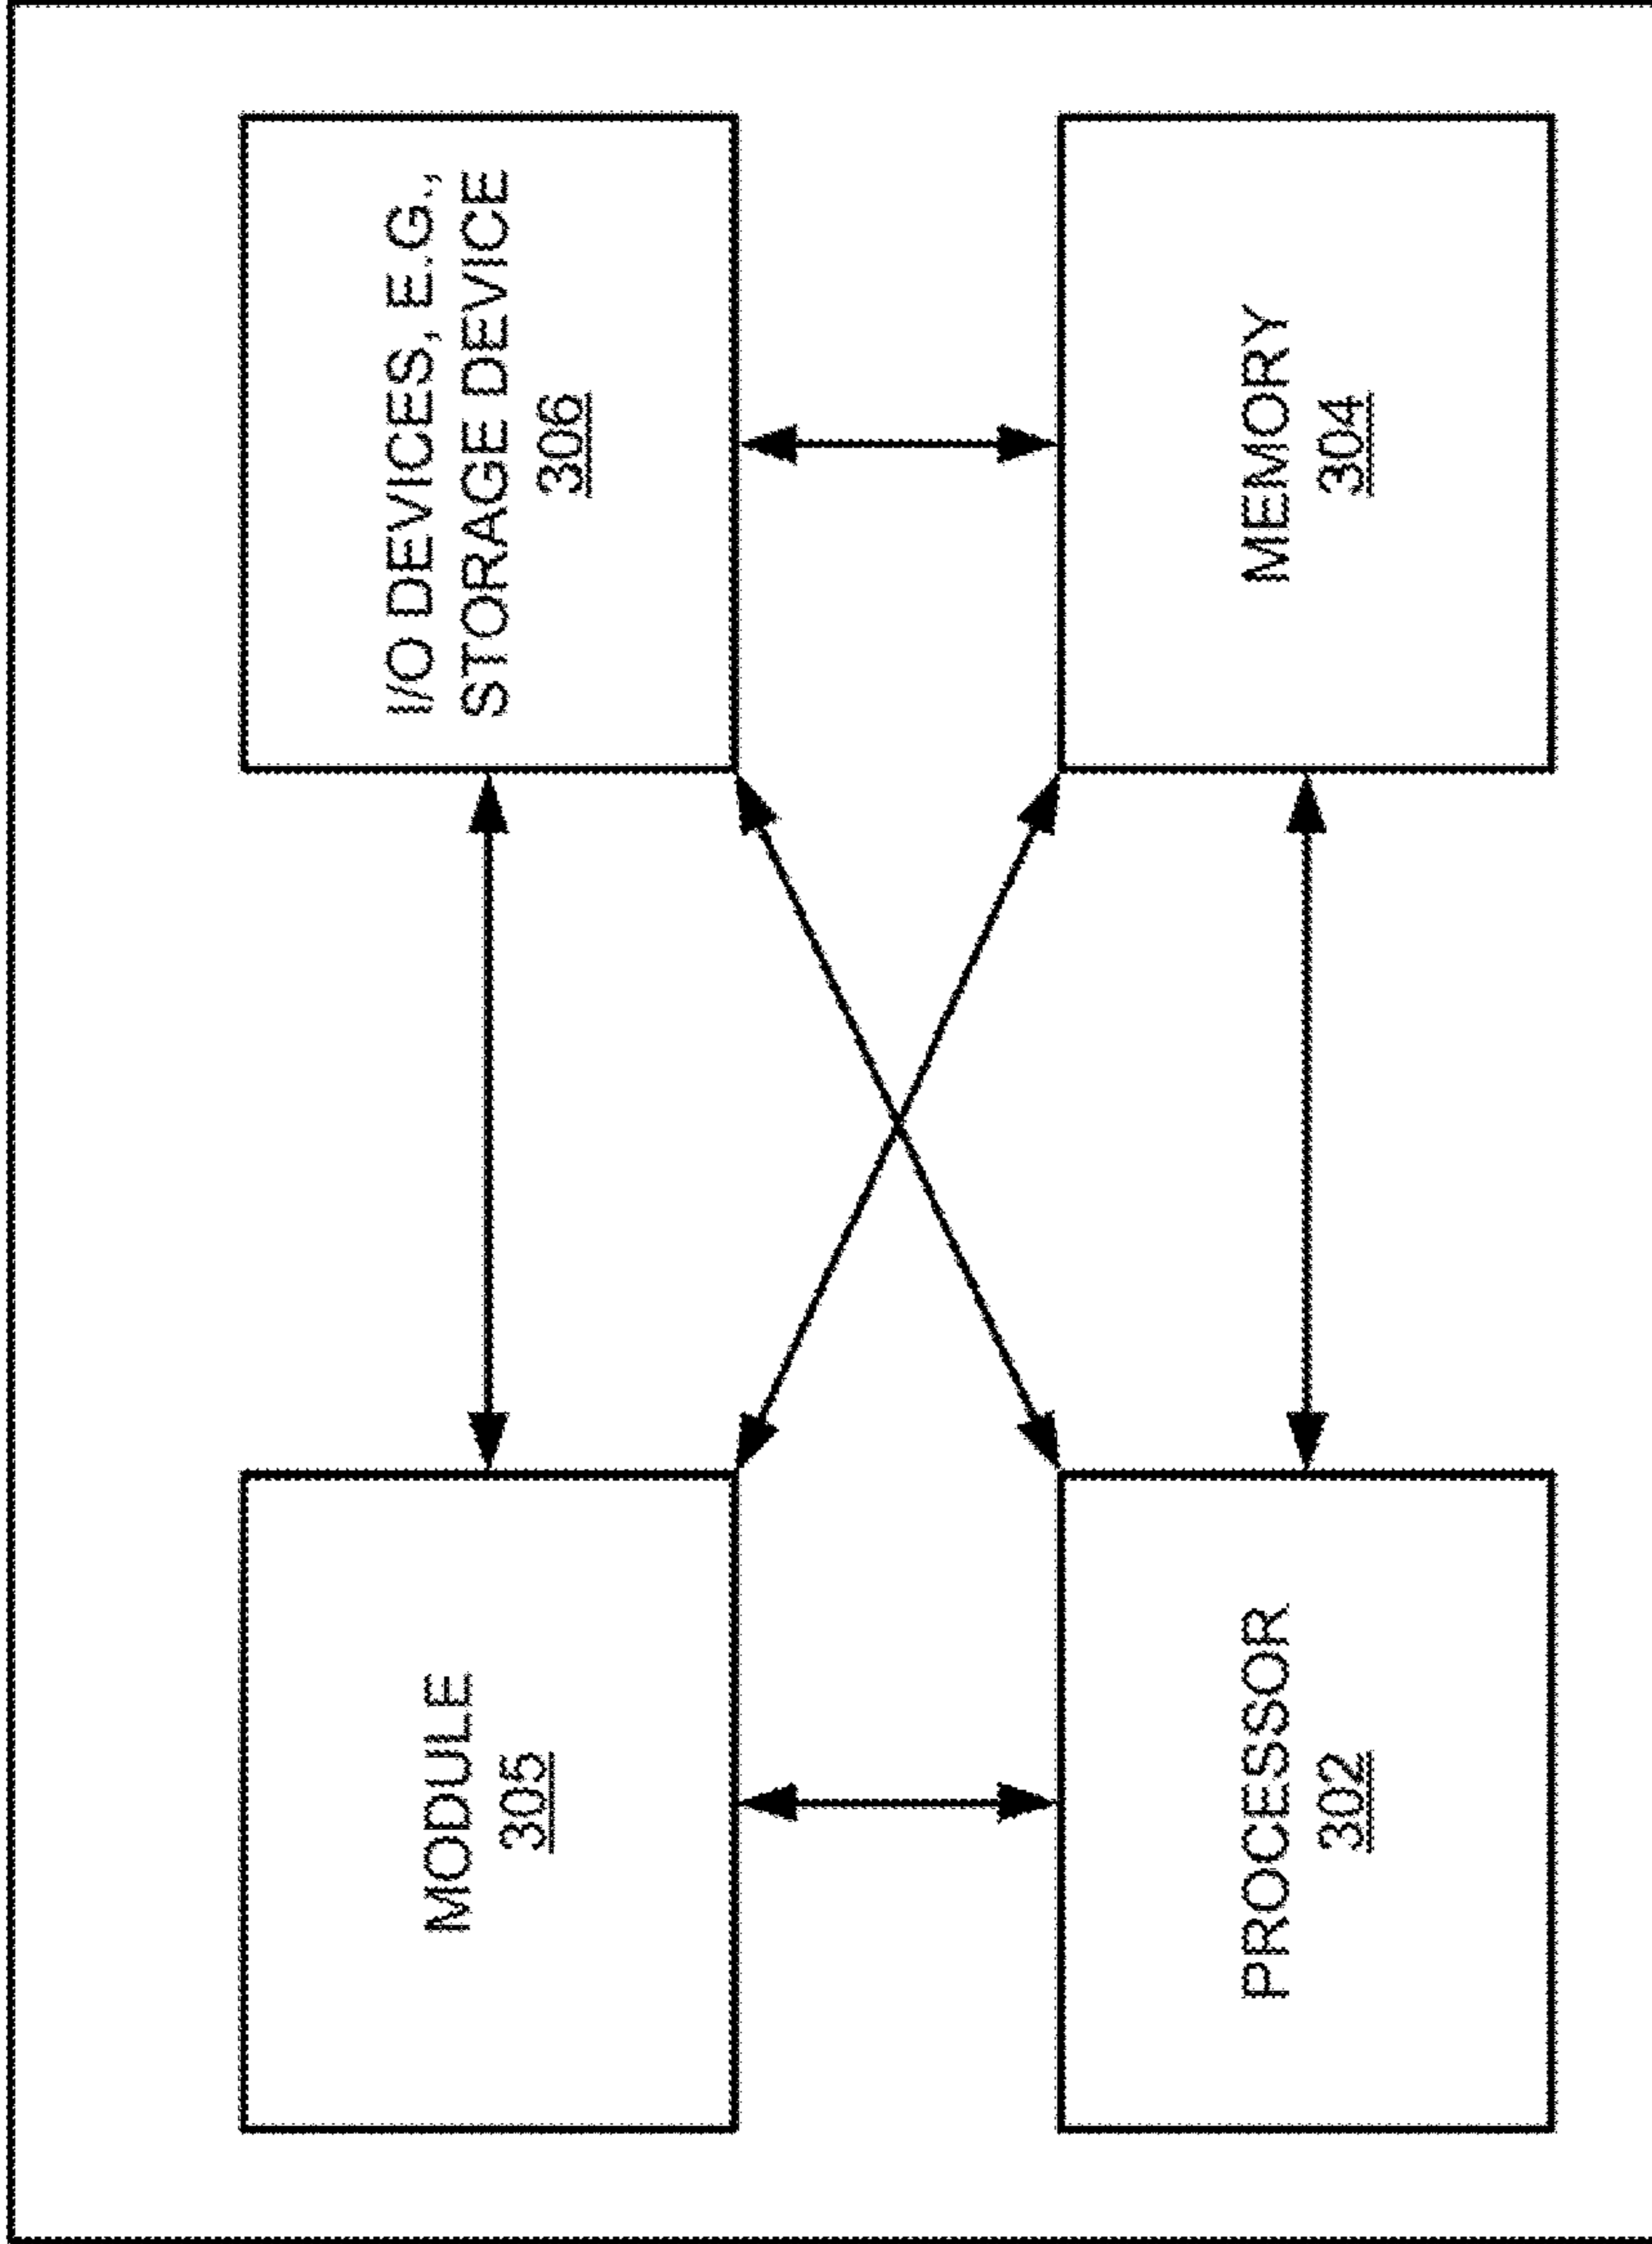 MODULE
305
I/O DEVICES, E.G.,
STORAGE DEVICE
306
PROCESSOR
302
MEMORY
304